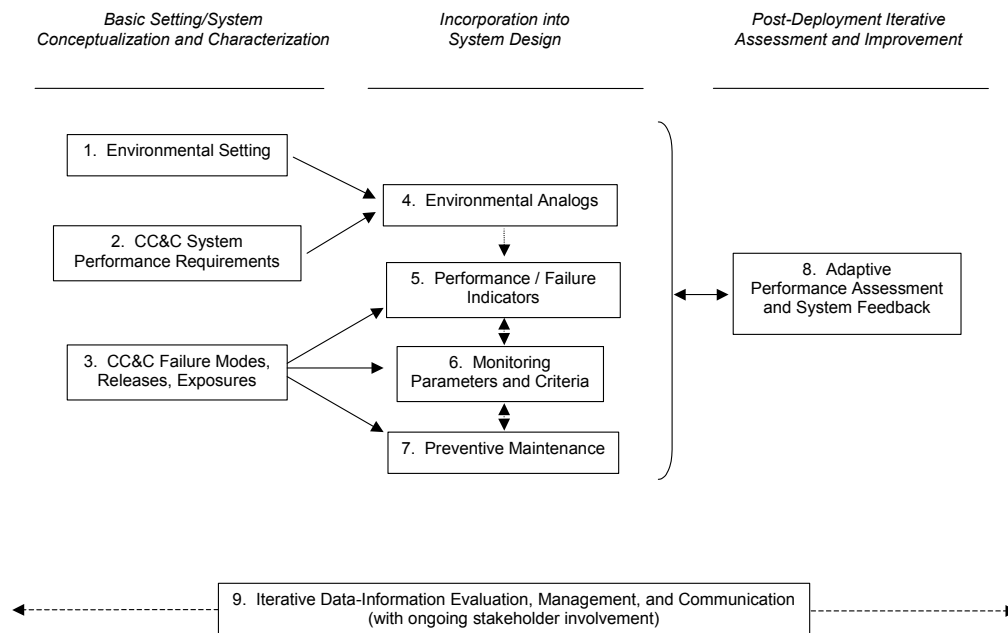 Basic Setting/System
Conceptualization and Characterization
Incorporation into
System Design
Post-Deployment Iterative
Assessment and Improvement
1. Environmental Setting
2. CC&C System
Performance Requirements
3. CC&C Failure Modes,
Releases, Exposures
4. Environmental Analogs
5. Performance / Failure
Indicators
6. Monitoring
Parameters and Criteria
7. Preventive Maintenance
8. Adaptive
Performance Assessment
and System Feedback
9. Iterative Data-Information Evaluation, Management, and Communication
(with ongoing stakeholder involvement)